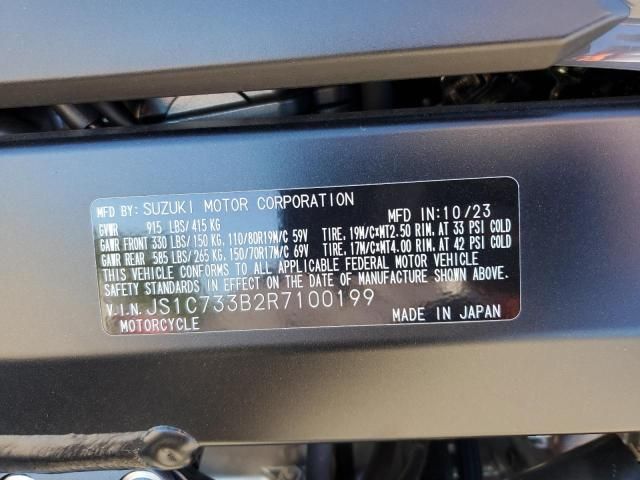 MFD BY: SUZUKI MOTOR CORPORATION MFD IN: 10/23
GVWR 915 LBS/415 KG
GAWR FRONT 330 LBS/150 KG, 110/80R19M/C 59V TIRE, 19M/C×MT2.50 RIM, AT 33 PSI COLD
GAWR REAR 585 LBS/265 KG, 150/70R17M/C 69V TIRE, 17M/C×MT4.00 RIM, AT 42 PSI COLD
THIS VEHICLE CONFORMS TO ALL APPLICABLE FEDERAL MOTOR VEHICLE
SAFETY STANDARDS IN EFFECT ON THE DATE OF MANUFACTURE SHOWN ABOVE.
V.I.N. JS1C733B2R7100199
MOTORCYCLE MADE IN JAPAN